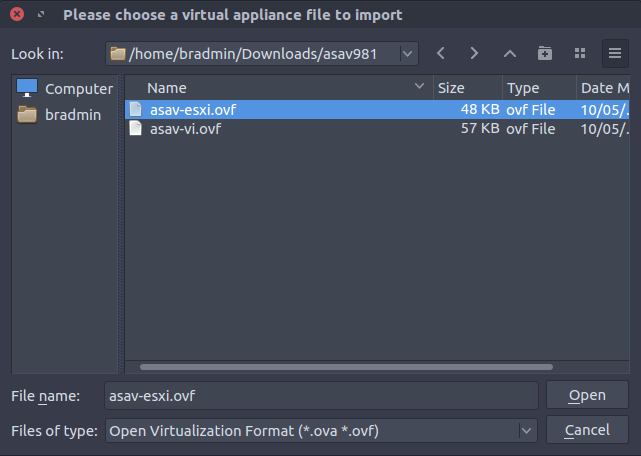 Please choose a virtual appliance file to import
Look in: /home/bradmin/Downloads/asav981
Computer
bradmin
Name Size Type Date M
asav-esxi.ovf 48 KB ovf File 10/05/.
asav-vi.ovf 57 KB ovf File 10/05/.
File name: asav-esxi.ovf Open
Files of type: Open Virtualization Format (*.ova *.ovf) Cancel